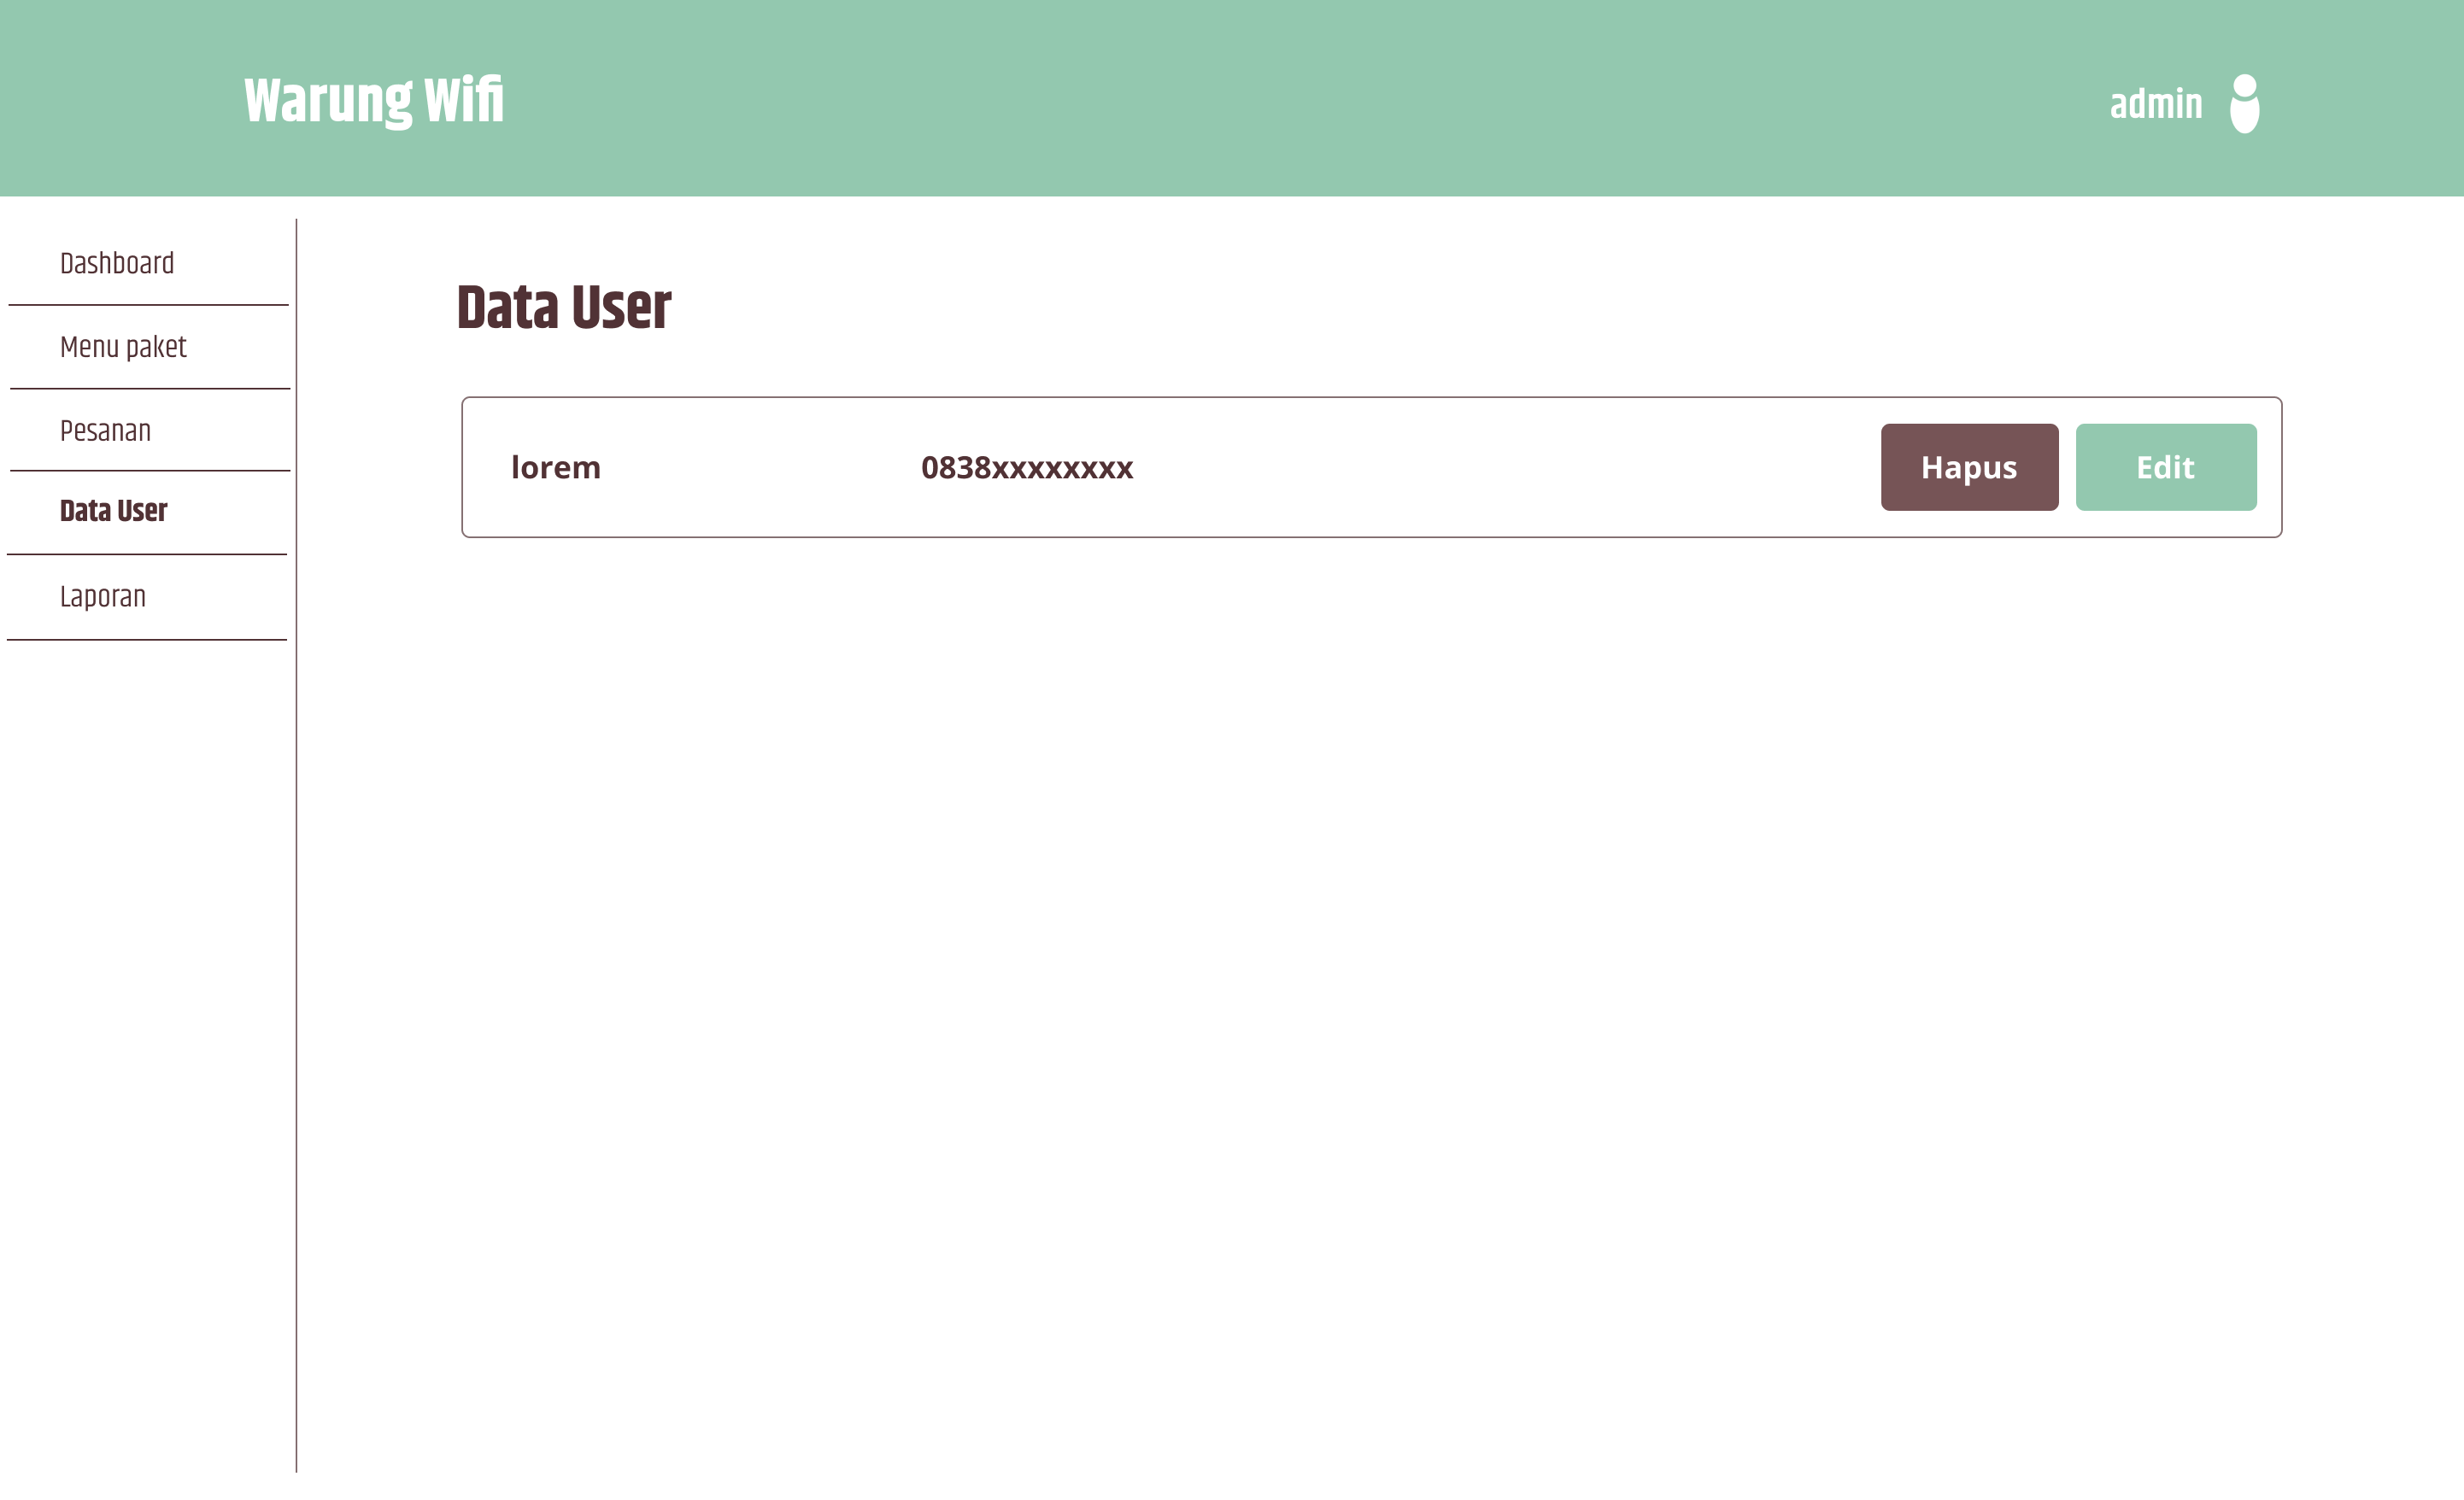 Warung Wifi
admin
Dashboard
Menu paket
Pesanan
Data User
Laporan
Data User
lorem 0838xxxxxxxx Hapus Edit